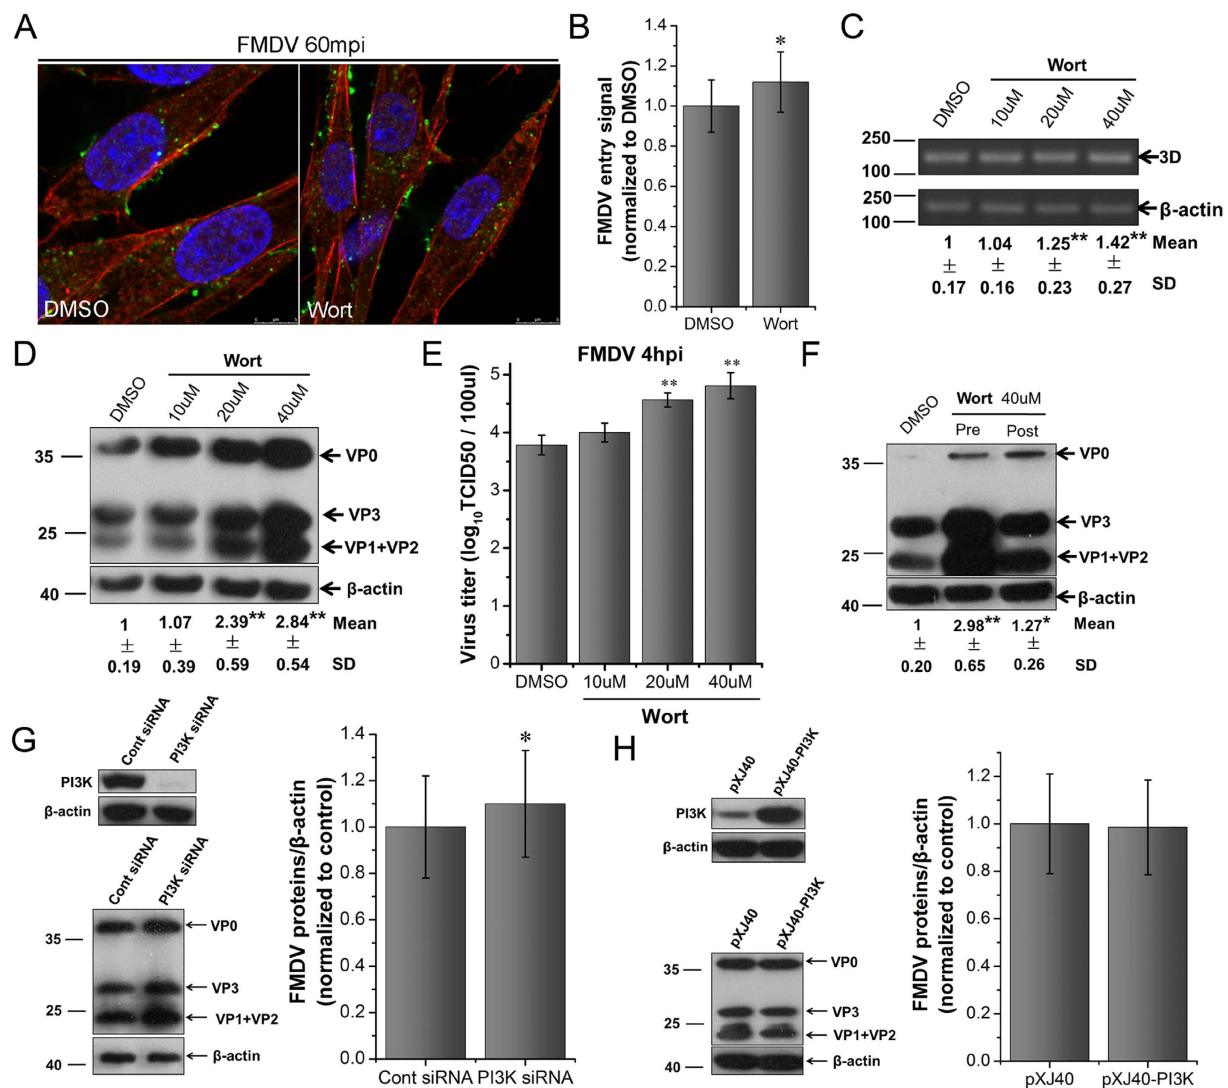 A
FMDV 60mpi
DMSO
Wort
B
FMDV entry signal
(normalized to DMSO)
1.4
1.2
1.0
0.8
0.6
0.4
0.2
0.0
*
DMSO Wort
C
Wort
DMSO 10uM 20uM 40uM
250
100
3D
250
100
β-actin
1 1.04 1.25** 1.42** Mean
± ± ± ±
0.17 0.16 0.23 0.27 SD
D
Wort
DMSO 10uM 20uM 40uM
35
VP0
VP3
25
VP1+VP2
40
β-actin
1 1.07 2.39** 2.84** Mean
± ± ± ±
0.19 0.39 0.59 0.54 SD
E
FMDV 4hpi
Virus titer (log10TCID50 / 100ul)
5
4
3
2
1
0
** **
DMSO 10uM 20uM 40uM
Wort
F
Wort 40uM
DMSO Pre Post
35
VP0
VP3
25
VP1+VP2
40
β-actin
1 2.98** 1.27* Mean
± ± ±
0.20 0.65 0.26 SD
G
Cont siRNA PI3K siRNA
PI3K
β-actin
Cont siRNA PI3K siRNA
35
VP0
VP3
25
VP1+VP2
40
β-actin
FMDV proteins/β-actin
(normalized to control)
1.4
1.2
1.0
0.8
0.6
0.4
0.2
0.0
*
Cont siRNA PI3K siRNA
H
pXJ40 pXJ40-PI3K
PI3K
β-actin
pXJ40 pXJ40-PI3K
35
VP0
VP3
25
VP1+VP2
40
β-actin
FMDV proteins/β-actin
(normalized to control)
1.2
1.0
0.8
0.6
0.4
0.2
0.0
pXJ40 pXJ40-PI3K